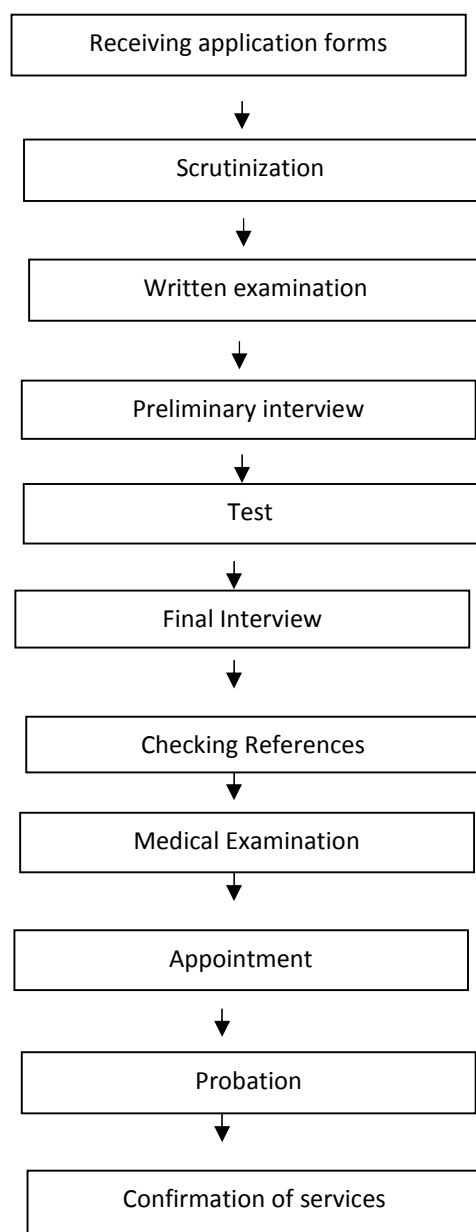 Receiving application forms
Scrutinization
Written examination
Preliminary interview
Test
Final Interview
Checking References
Medical Examination
Appointment
Probation
Confirmation of services